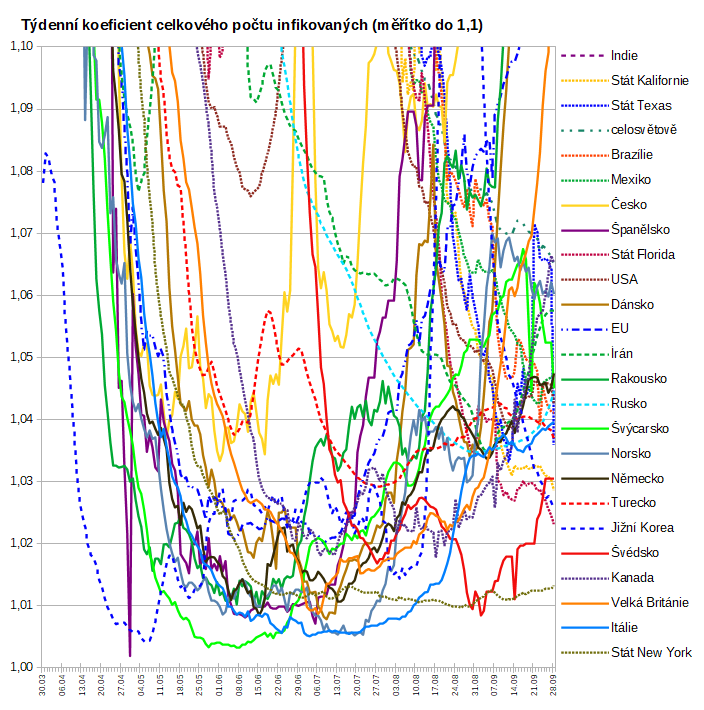 Týdenní koeficient celkového počtu infikovaných (měřítko do 1,1)
1,10
1,09
1,08
1,07
1,06
1,05
1,04
1,03
1,02
1,01
1,00
30.03
06.04
13.04
20.04
27.04
04.05
11.05
18.05
25.05
01.06
08.06
15.06
22.06
29.06
06.07
13.07
20.07
27.07
03.08
10.08
17.08
24.08
31.08
07.09
14.09
21.09
28.09
Indie
Stát Kalifornie
Stát Texas
celosvětově
Brazílie
Mexiko
Česko
Španělsko
Stát Florida
USA
Dánsko
EU
Írán
Rakousko
Rusko
Švýcarsko
Norsko
Německo
Turecko
Jižní Korea
Švédsko
Kanada
Velká Británie
Itálie
Stát New York